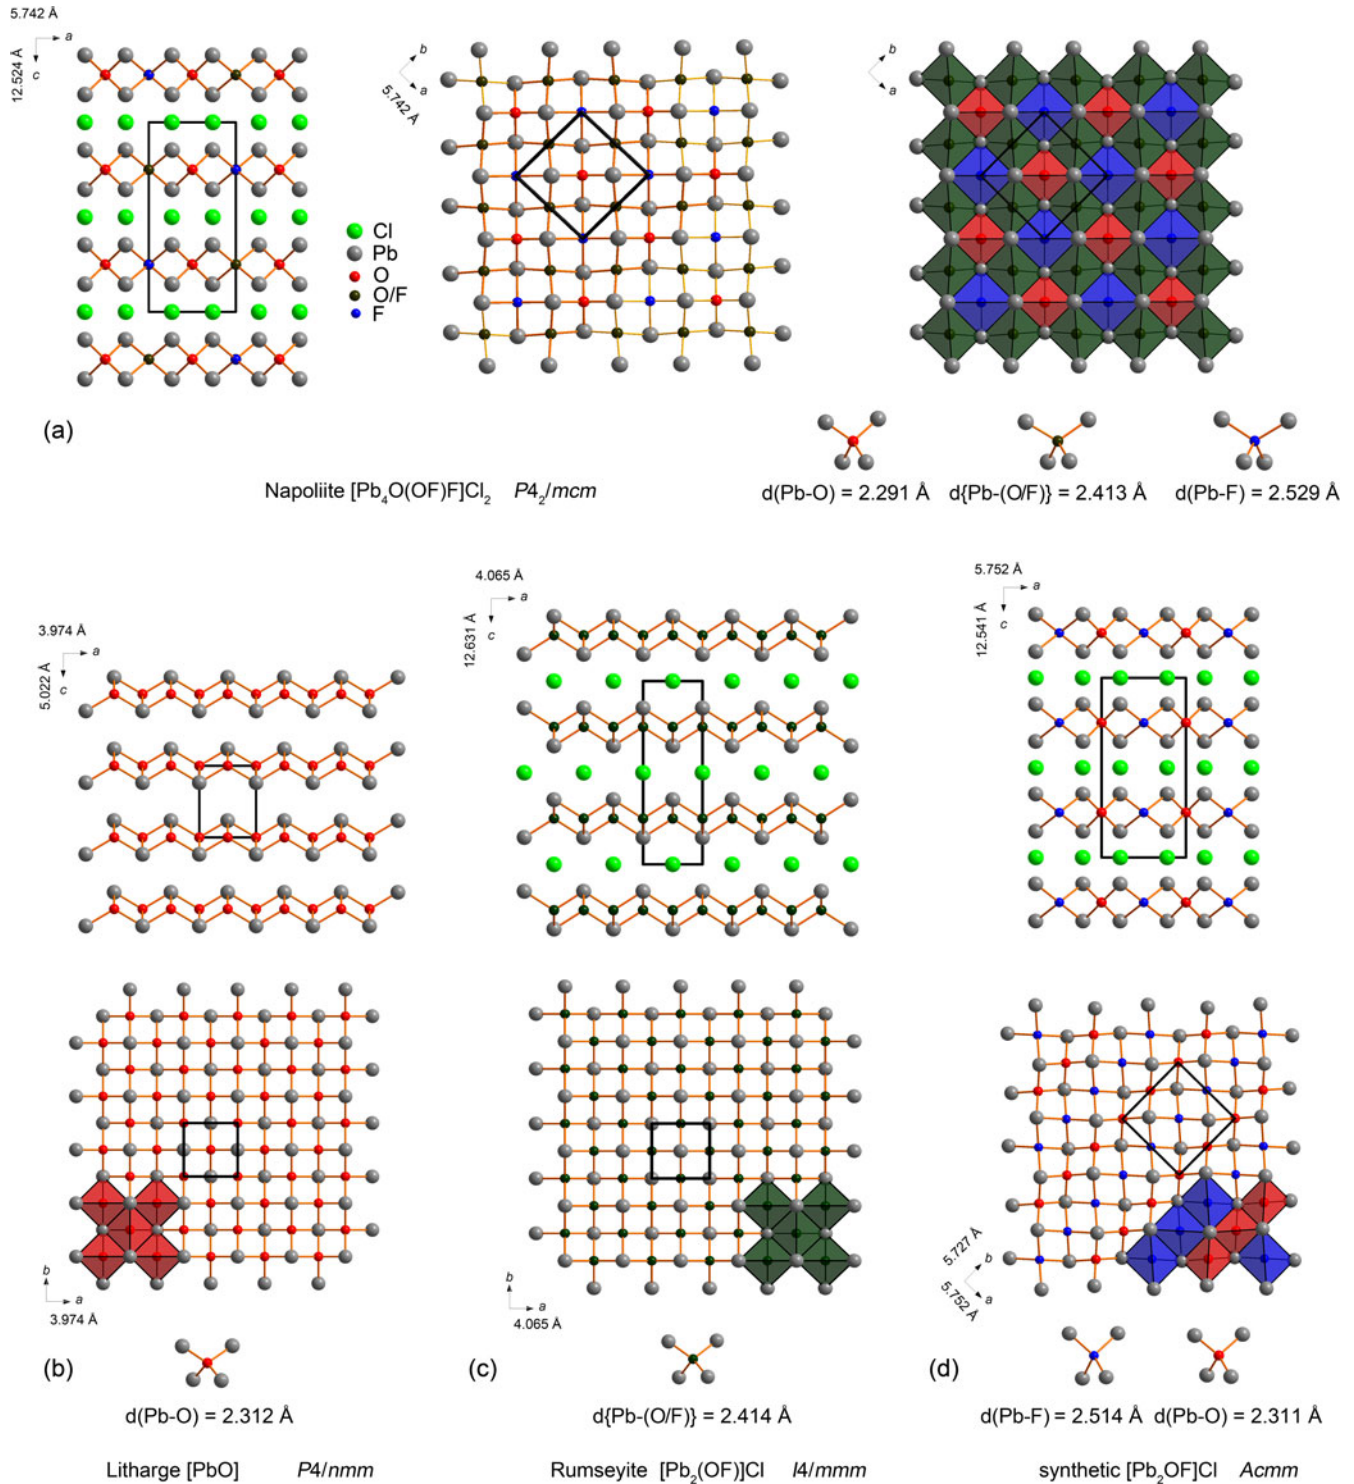 5.742 Å
a
c
12.524 Å
b
a
5.742 Å
b
a
Cl
Pb
O
O/F
F
(a)
Napoliite [Pb₄O(OF)F]Cl₂ P4₂/mcm
d(Pb-O) = 2.291 Å
d{Pb-(O/F)} = 2.413 Å
d(Pb-F) = 2.529 Å
3.974 Å
a
c
5.022 Å
4.065 Å
a
c
12.631 Å
5.752 Å
a
c
12.541 Å
b
a
3.974 Å
b
a
4.065 Å
5.727 Å
b
a
5.752 Å
(b)
(c)
(d)
d(Pb-O) = 2.312 Å
d{Pb-(O/F)} = 2.414 Å
d(Pb-F) = 2.514 Å d(Pb-O) = 2.311 Å
Litharge [PbO] P4/nmm
Rumseyite [Pb₂(OF)]Cl I4/mmm
synthetic [Pb₂OF]Cl Acmm